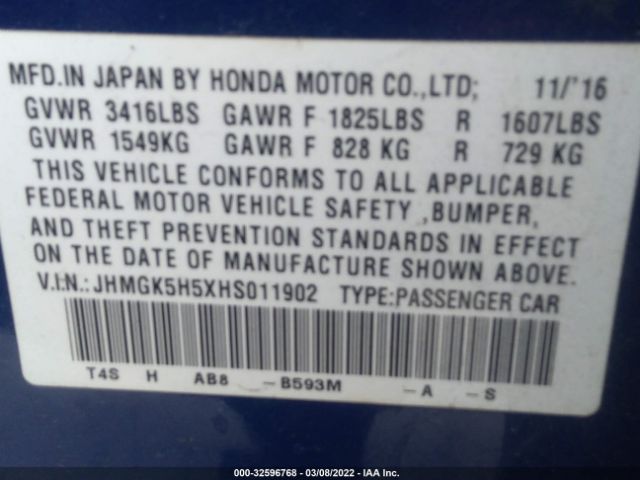 MFD.IN JAPAN BY HONDA MOTOR CO.,LTD; 11/'16
GVWR 3416LBS GAWR F 1825LBS R 1607LBS
GVWR 1549KG GAWR F 828 KG R 729 KG
THIS VEHICLE CONFORMS TO ALL APPLICABLE
FEDERAL MOTOR VEHICLE SAFETY ,BUMPER,
AND THEFT PREVENTION STANDARDS IN EFFECT
ON THE DATE OF MANUFACTURE SHOWN ABOVE.
V.I.N.: JHMGK5H5XHS011902 TYPE:PASSENGER CAR
T4S H AB8 -B593M -A -S
000-32596768 - 03/08/2022 - IAA Inc.